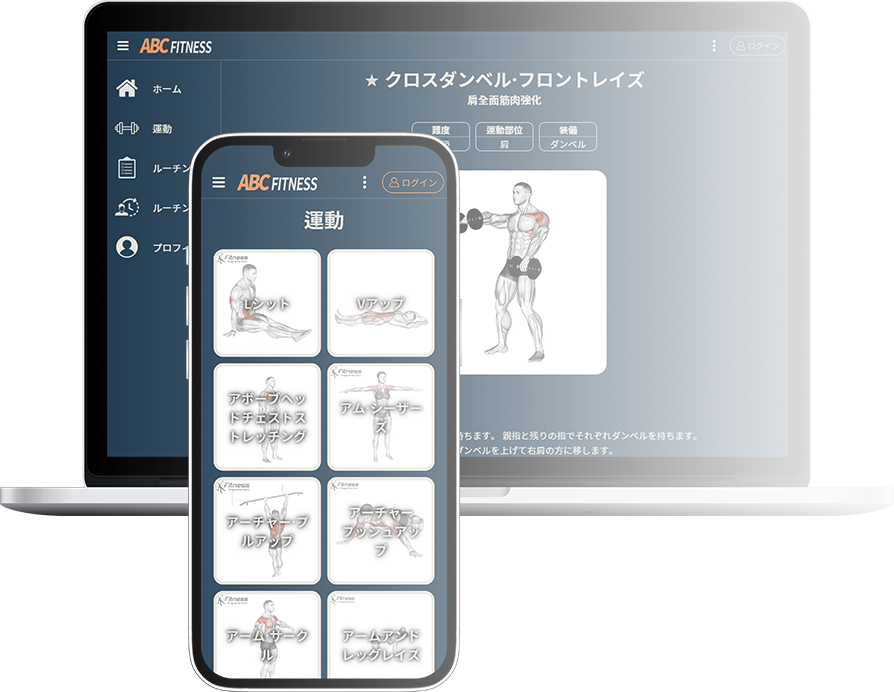 ABC FITNESS
ログイン
ホーム
運動
ルーチン
ルーチン
プロフィ
★ クロスダンベル·フロントレイズ
肩全面筋肉強化
難度
運動部位
肩
装備
ダンベル
持ちます。 親指と残りの指でそれぞれダンベルを持ちます。
ダンベルを上げて右肩の方に移します。
ABC FITNESS
ログイン
運動
Fitness
Lシット
Vアップ
アボーブヘッ
ドチェストス
トレッチング
Fitness
アム·シーザー
ズ
Fitness
アーチャー·プ
ルアップ
Fitness
アーチャー
プッシュアッ
プ
Fitness
アーム·サーク
ル
Fitness
アームアンド
レッグレイズ